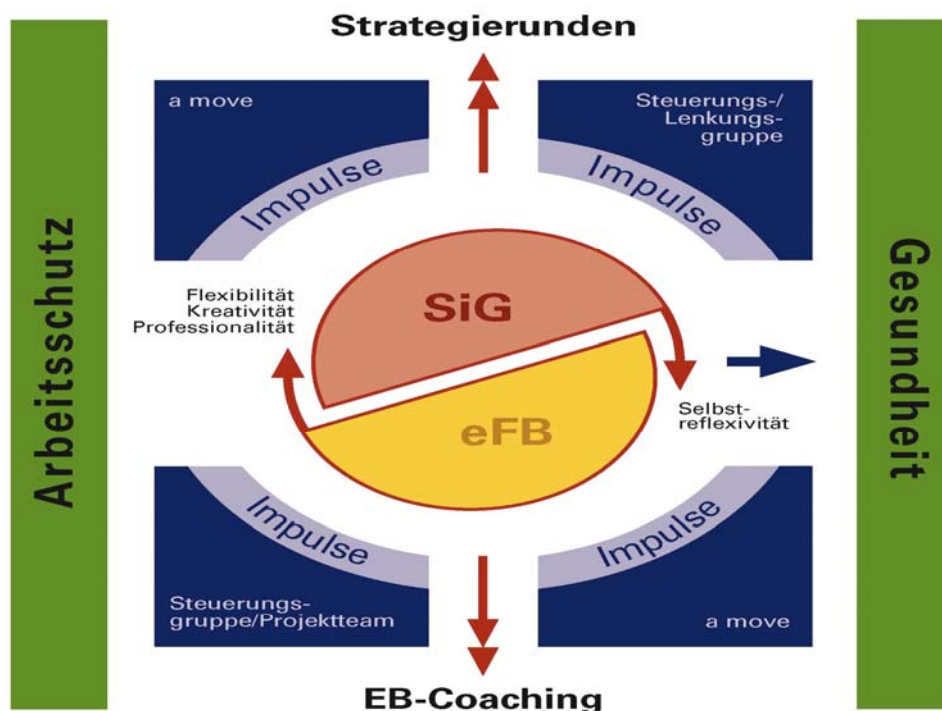 Strategierunden
Arbeitsschutz
Gesundheit
a move
Impulse
Steuerungs-/
Lenkungs-
gruppe
Impulse
Flexibilität
Kreativität
Professionalität
SiG
eFB
Selbst-
reflexivität
Impulse
Steuerungs-
gruppe/Projektteam
Impulse
a move
EB-Coaching